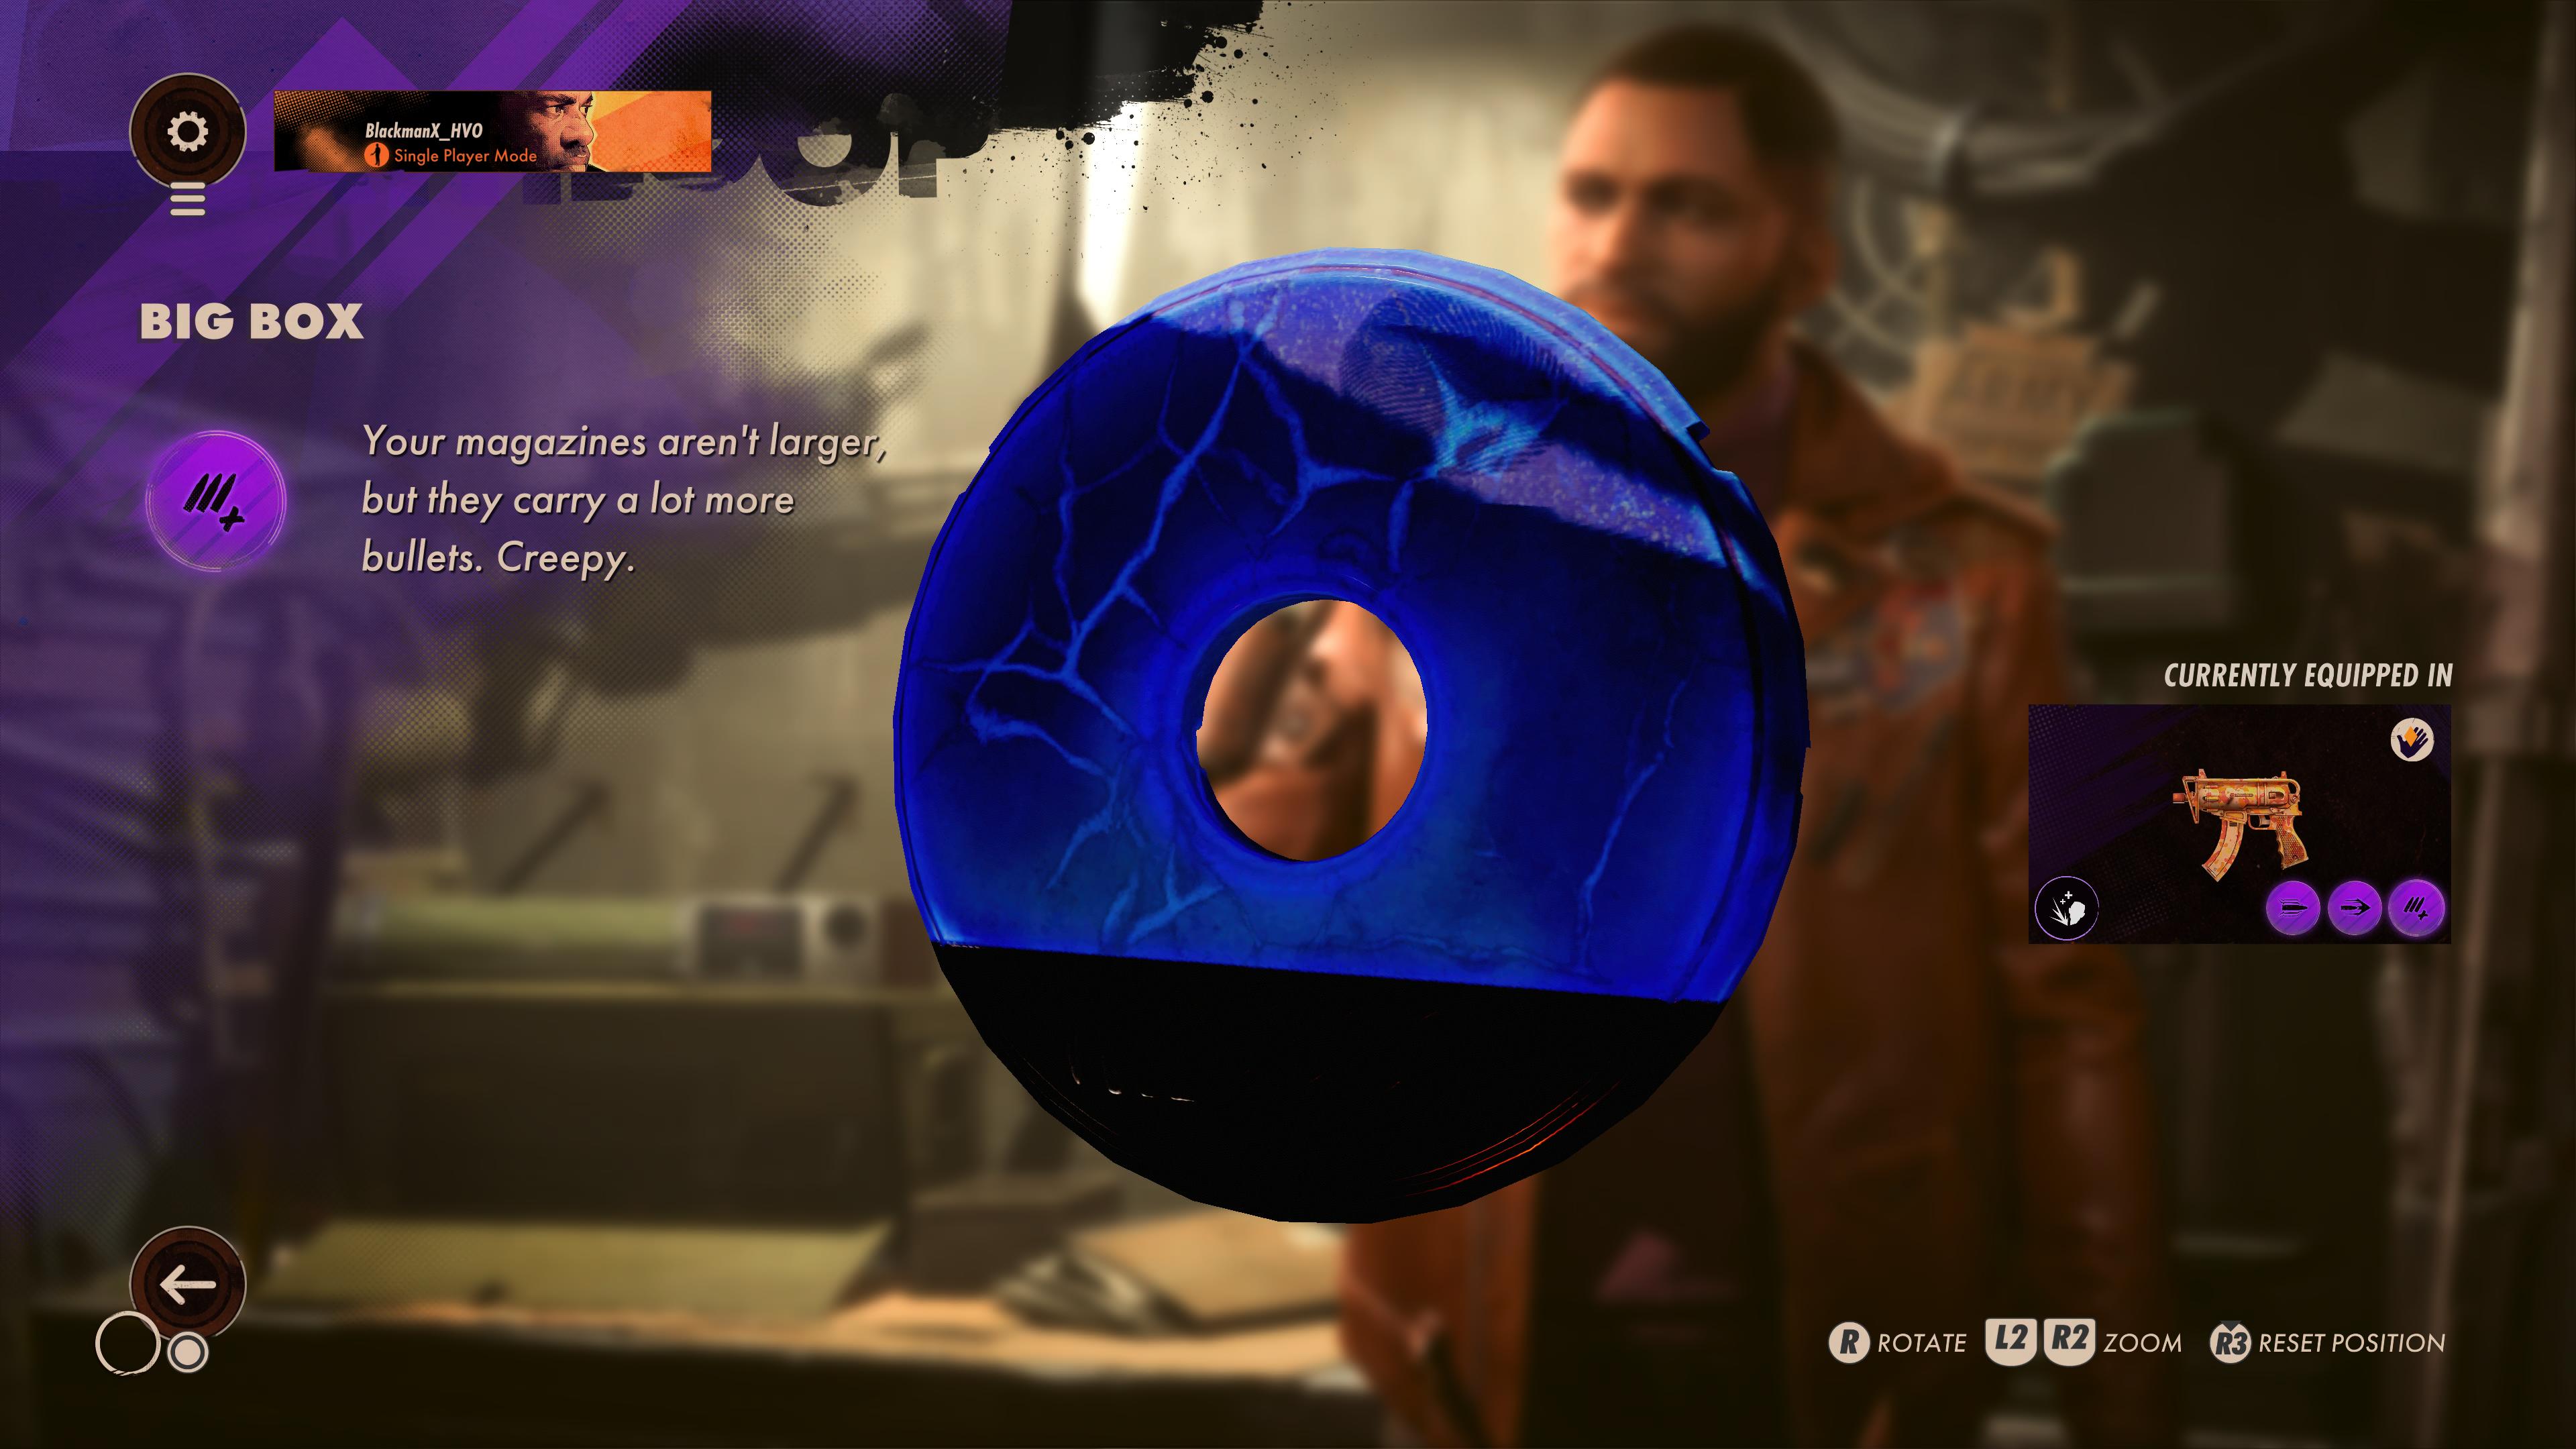 BlackmanX_HVO
Single Player Mode
BIG BOX
Your magazines aren't larger,
but they carry a lot more
bullets. Creepy.
CURRENTLY EQUIPPED IN
R ROTATE L2 R2 ZOOM R3 RESET POSITION